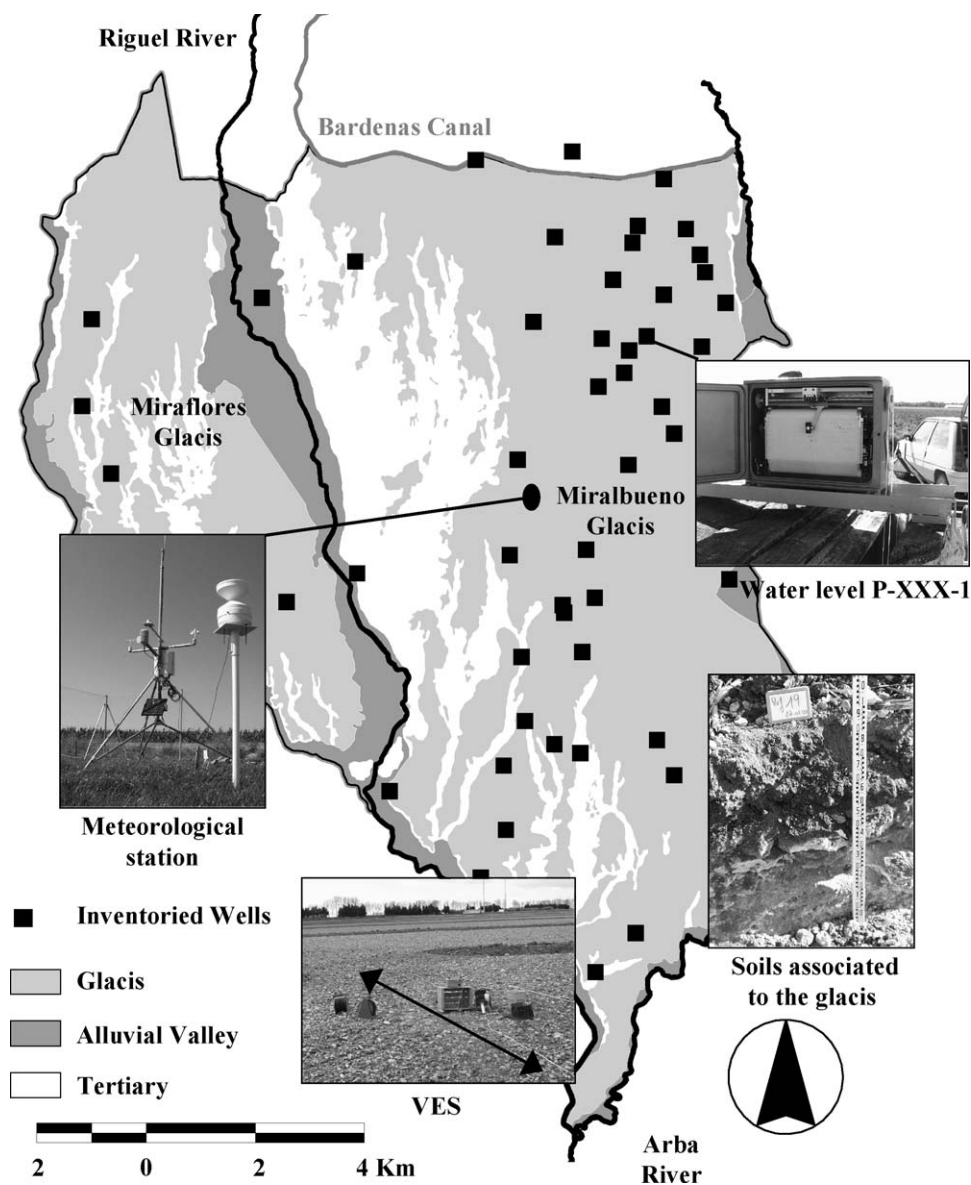 Riguel River
Bardenas Canal
Miraflores
Glacis
Miralbueno
Glacis
Water level P-XXX-1
Meteorological
station
Soils associated
to the glacis
VES
Inventoried Wells
Glacis
Alluvial Valley
Tertiary
2 0 2 4 Km
Arba
River